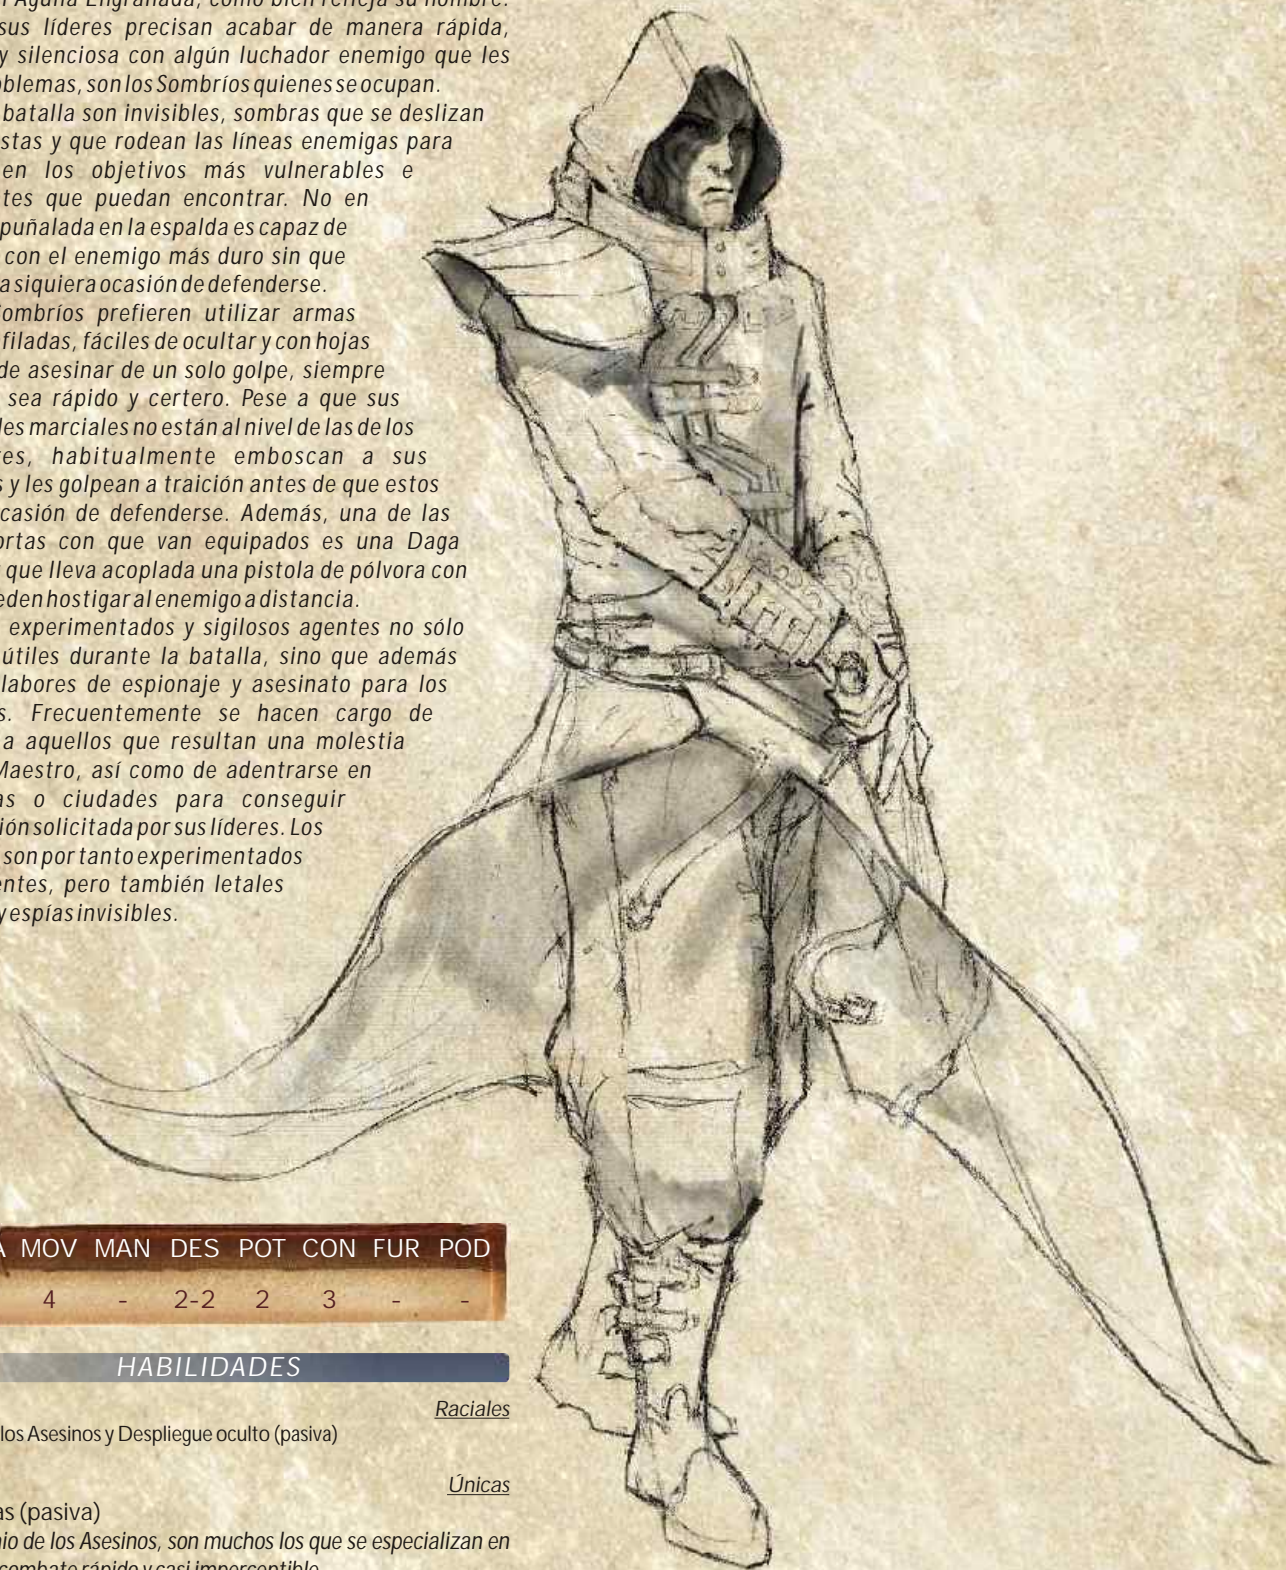 Águila Engranada, como bien refleja su nombre.
sus líderes precisan acabar de manera rápida,
y silenciosa con algún luchador enemigo que les
blemas, son los Sombríos quienes se ocupan.
batalla son invisibles, sombras que se deslizan
stas y que rodean las líneas enemigas para
en los objetivos más vulnerables e
tes que puedan encontrar. No en
puñalada en la espalda es capaz de
con el enemigo más duro sin que
a siquiera ocasión de defenderse.
ombríos prefieren utilizar armas
filadas, fáciles de ocultar y con hojas
de asesinar de un solo golpe, siempre
sea rápido y certero. Pese a que sus
des marciales no están al nivel de las de los
es, habitualmente emboscan a sus
s y les golpean a traición antes de que estos
casión de defenderse. Además, una de las
ortas con que van equipados es una Daga
que lleva acoplada una pistola de pólvora con
eden hostigar al enemigo a distancia.
experimentados y sigilosos agentes no sólo
útiles durante la batalla, sino que además
labores de espionaje y asesinato para los
s. Frecuentemente se hacen cargo de
a aquellos que resultan una molestia
Maestro, así como de adentrarse en
as o ciudades para conseguir
ión solicitada por sus líderes. Los
son por tanto experimentados
entes, pero también letales
y espías invisibles.
A MOV MAN DES POT CON FUR POD
4 - 2-2 2 3 - -
HABILIDADES
Raciales
los Asesinos y Despliegue oculto (pasiva)
Únicas
as (pasiva)
io de los Asesinos, son muchos los que se especializan en
combate rápido y casi imperceptible